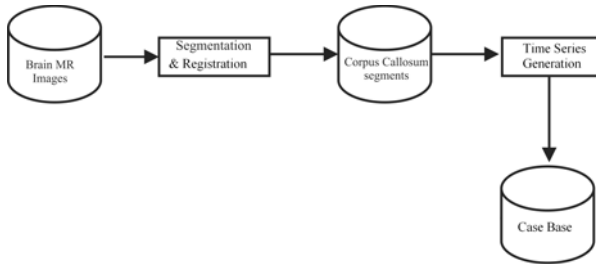 Brain MR
Images
Segmentation
& Registration
Corpus Callosum
segments
Time Series
Generation
Case Base